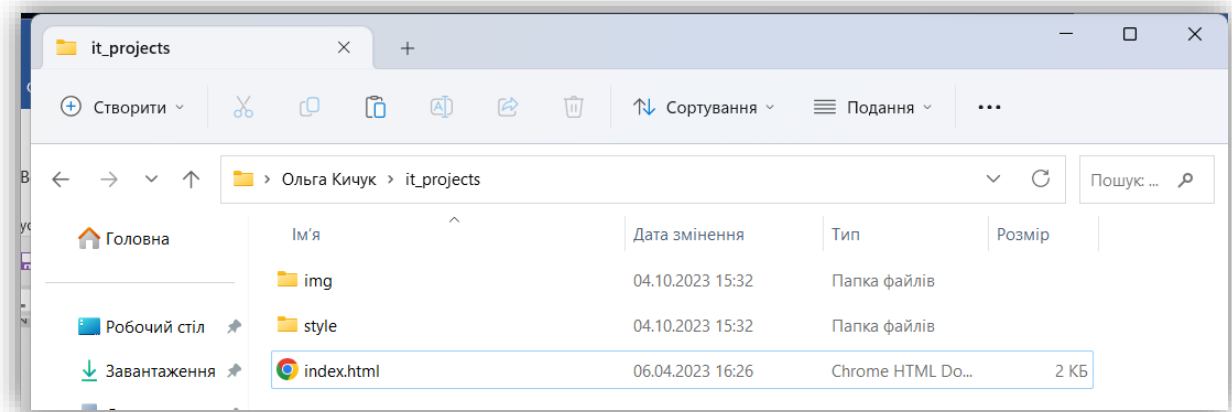 it_projects
Створити Сортування Подання
Ольга Кичук > it_projects Пошук: ...
Головна Ім'я Дата змінення Тип Розмір
img 04.10.2023 15:32 Папка файлів
Робочий стіл style 04.10.2023 15:32 Папка файлів
Завантаження index.html 06.04.2023 16:26 Chrome HTML Do... 2 КБ